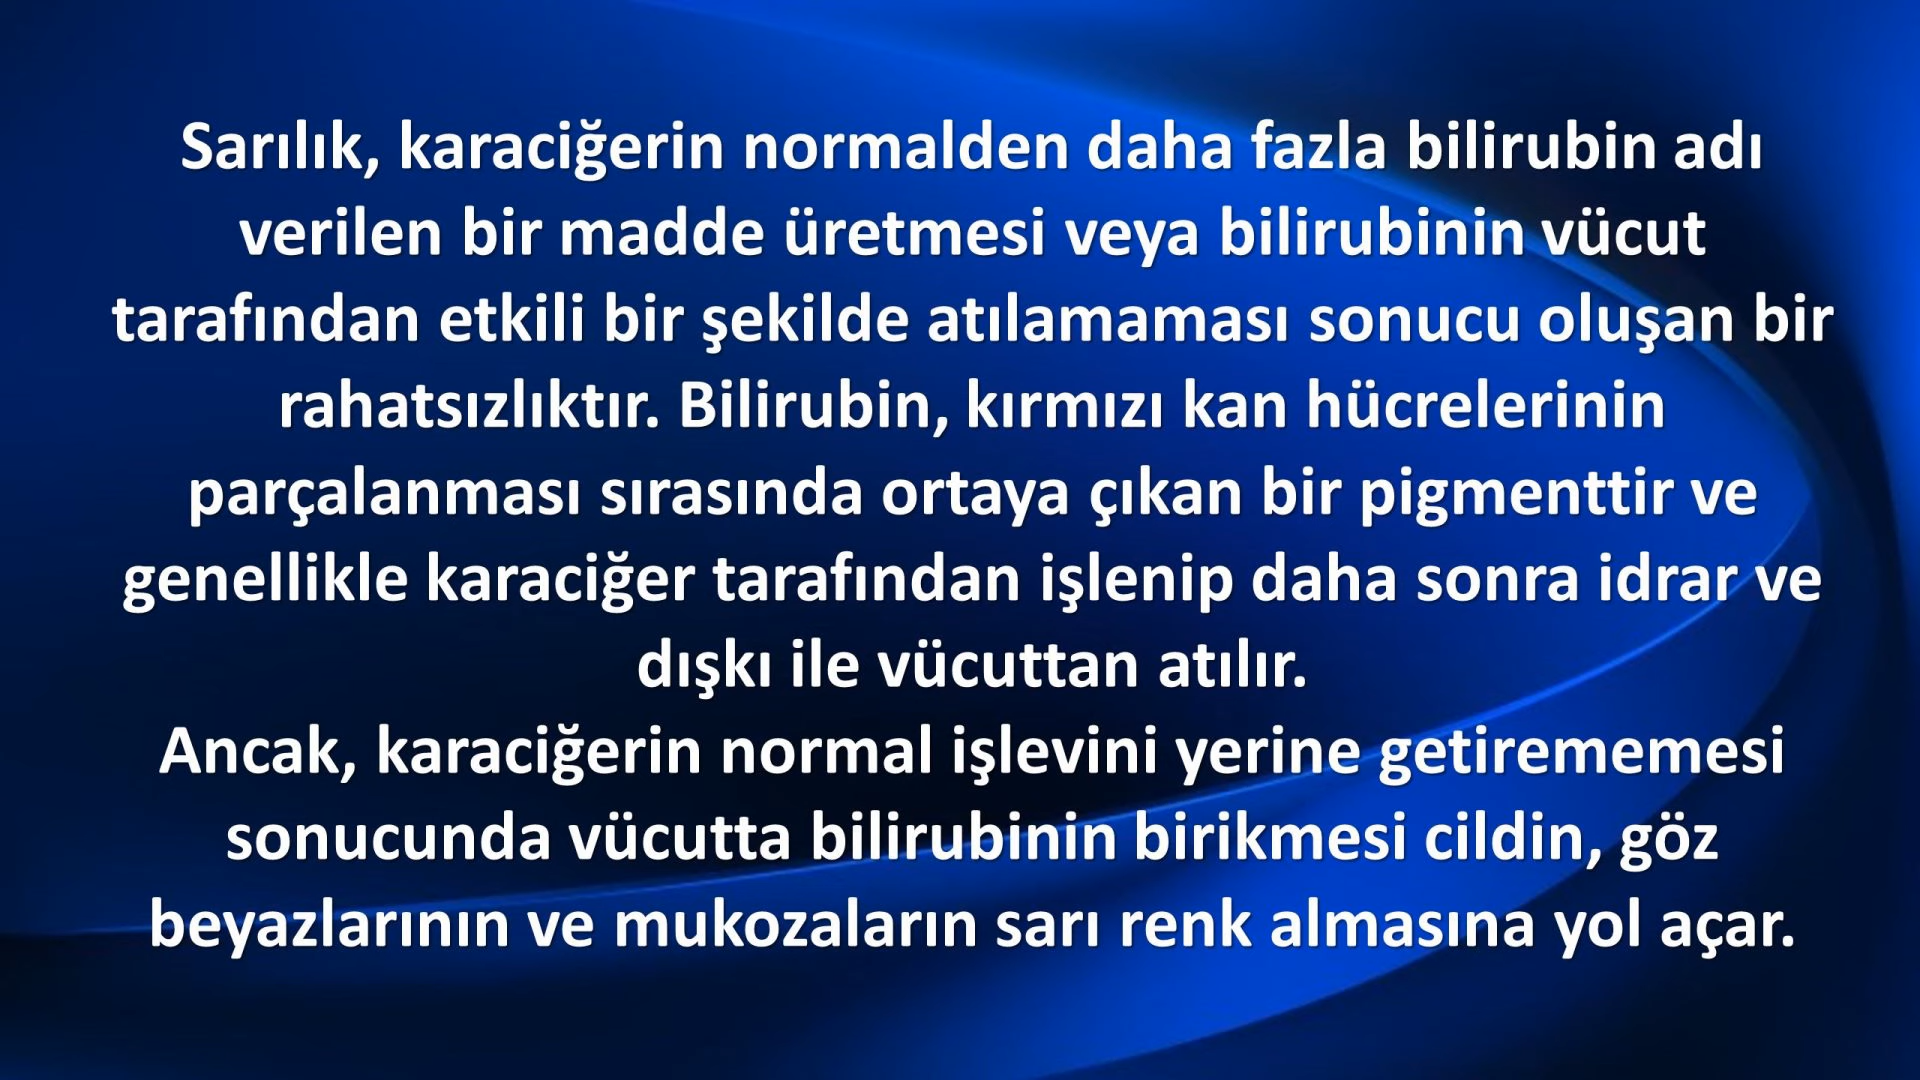 Sarılık, karaciğerin normalden daha fazla bilirubin adı
verilen bir madde üretmesi veya bilirubinin vücut
tarafından etkili bir şekilde atılamaması sonucu oluşan bir
rahatsızlıktır. Bilirubin, kırmızı kan hücrelerinin
parçalanması sırasında ortaya çıkan bir pigmenttir ve
genellikle karaciğer tarafından işlenip daha sonra idrar ve
dışkı ile vücuttan atılır.
Ancak, karaciğerin normal işlevini yerine getirememesi
sonucunda vücutta bilirubinin birikmesi cildin, göz
beyazlarının ve mukozaların sarı renk almasına yol açar.